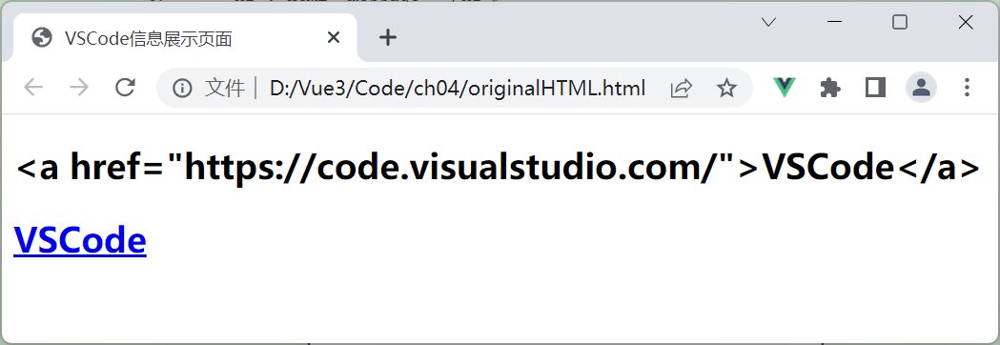 VSCode信息展示页面
文件 | D:/Vue3/Code/ch04/originalHTML.html
<a href="https://code.visualstudio.com/">VSCode</a>
VSCode